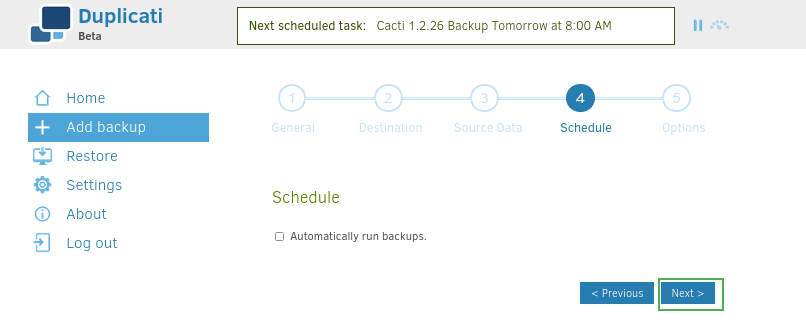 Duplicati
Beta
Next scheduled task: Cacti 1.2.26 Backup Tomorrow at 8:00 AM
Home
Add backup
Restore
Settings
About
Log out
1 2 3 4 5
General Destination Source Data Schedule Options
Schedule
Automatically run backups.
< Previous Next >